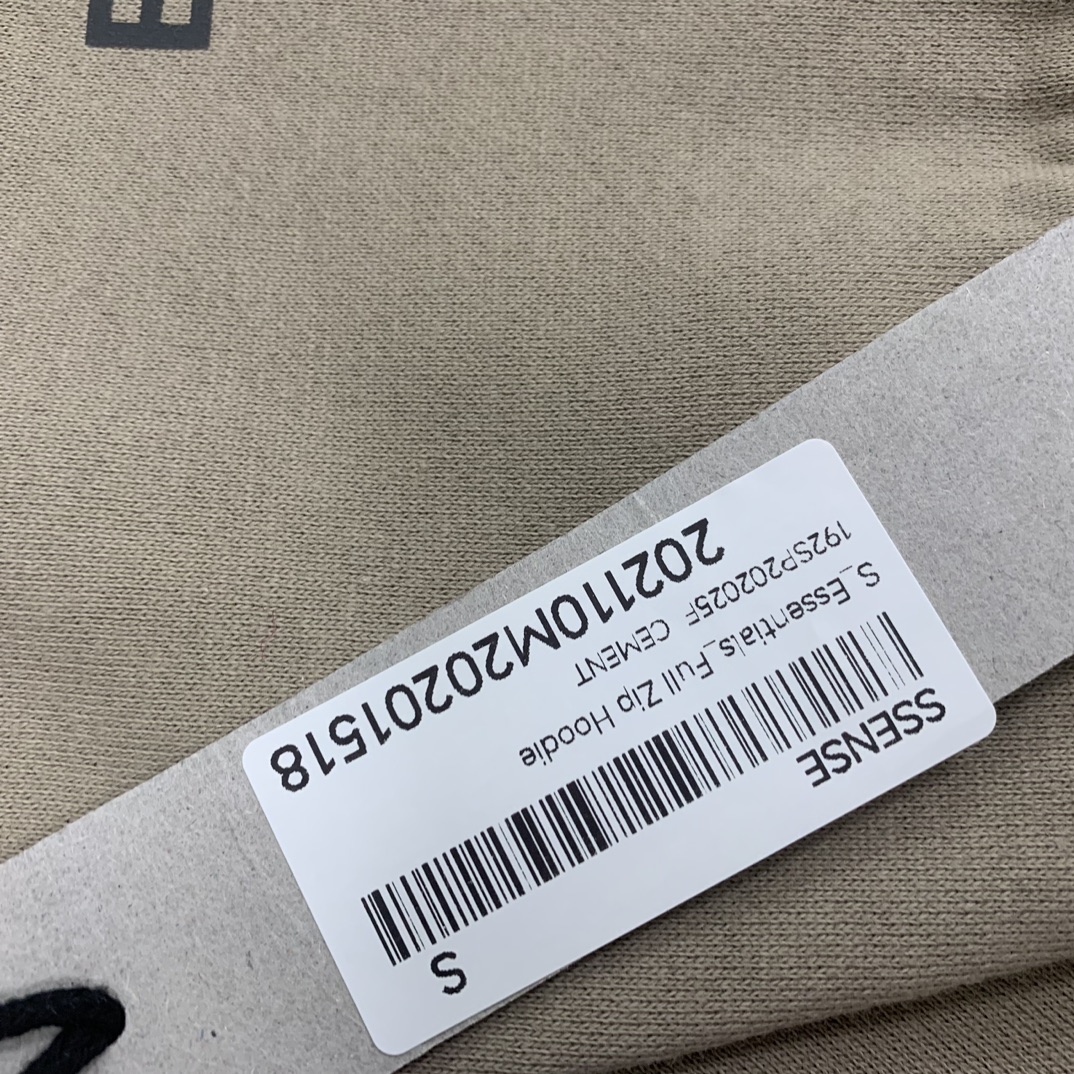 E
202110M20201518
192SP202025F CEMENT
S_Essentials_Full Zip Hoodie
SSENSE
S